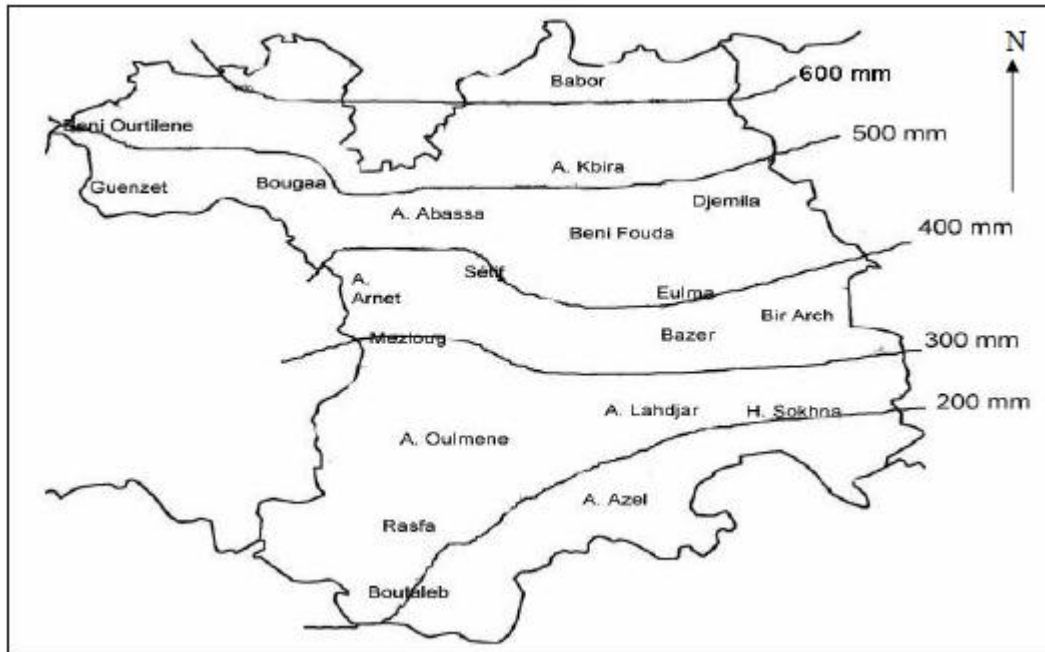 N
Babor
600 mm
Beni Ourtilene
500 mm
A. Kbira
Guenzet
Bougaa
Djemila
A. Abassa
Beni Fouda
400 mm
Sétif
A.
Arnet
Eulma
Bir Arch
Mezloug
Bazer
300 mm
A. Lahdjar
H. Sokhna
200 mm
A. Oulmene
A. Azel
Rasfa
Boutaleb